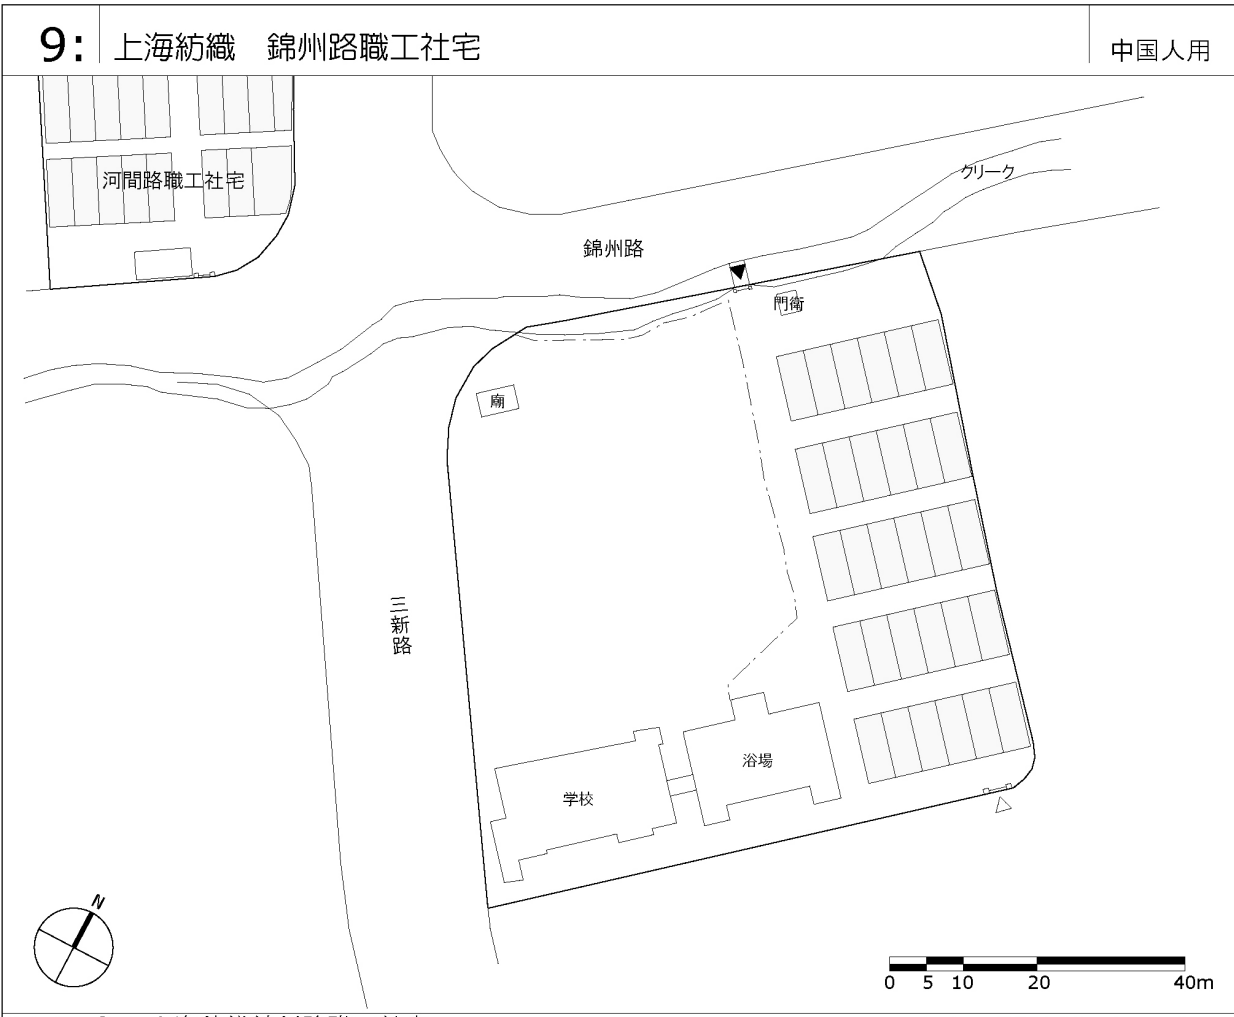 9: 上海紡織 錦州路職工社宅 中国人用
河間路職工社宅
クリーク
錦州路
門衛
廟
三新路
浴場
学校
N
0 5 10 20 40m